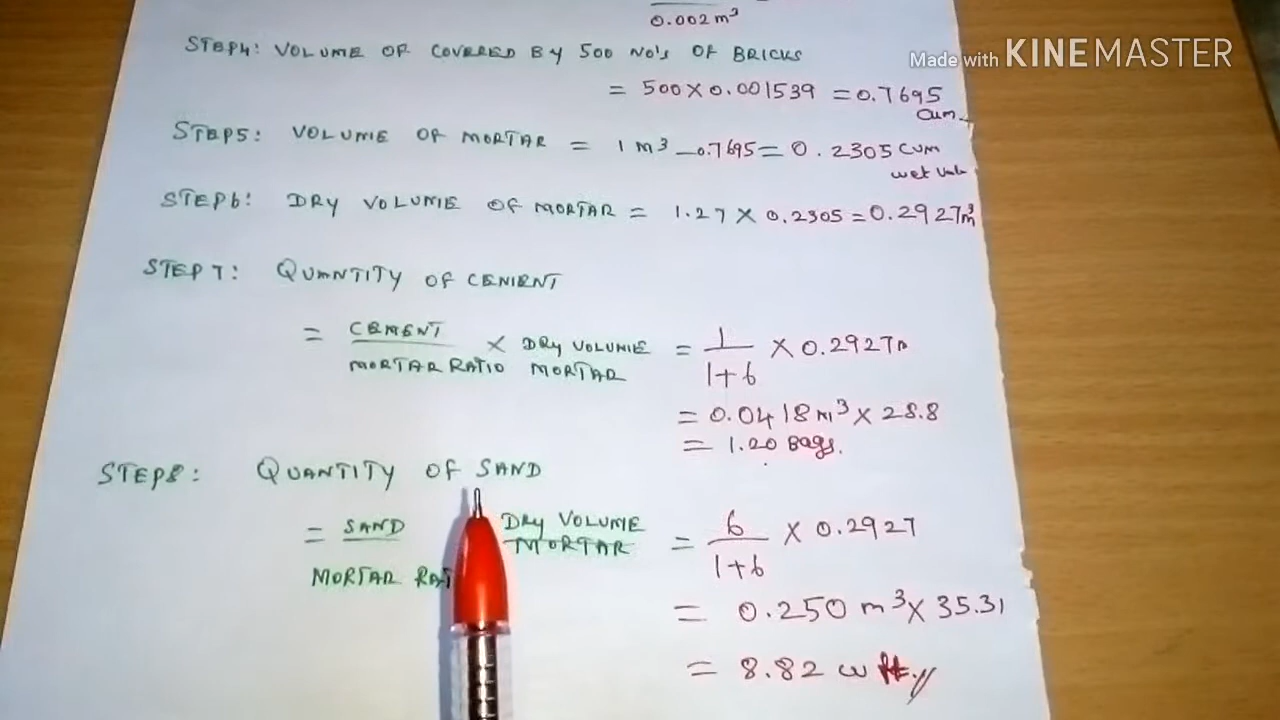 0.002 m³
Made with KINEMASTER
STEP4: VOLUME OF COVERED BY 500 NO'S OF BRICKS
= 500 X 0.001539 = 0.7695
Cum
STEP5: VOLUME OF MORTAR = 1 m³ - 0.7695 = 0.2305 CUM
wet
STEP6: DRY VOLUME OF MORTAR = 1.27 X 0.2305 = 0.2927 m³
STEP7: QUANTITY OF CEMENT
= CEMENT / MORTAR RATIO X DRY VOLUME MORTAR = 1 / 1+6 X 0.2927
= 0.0418 m³ X 28.8
= 1.20 Bags.
STEP8: QUANTITY OF SAND
= SAND / MORTAR DRY VOLUME MORTAR = 6 / 1+6 X 0.2927
= 0.250 m³ X 35.31
= 8.82